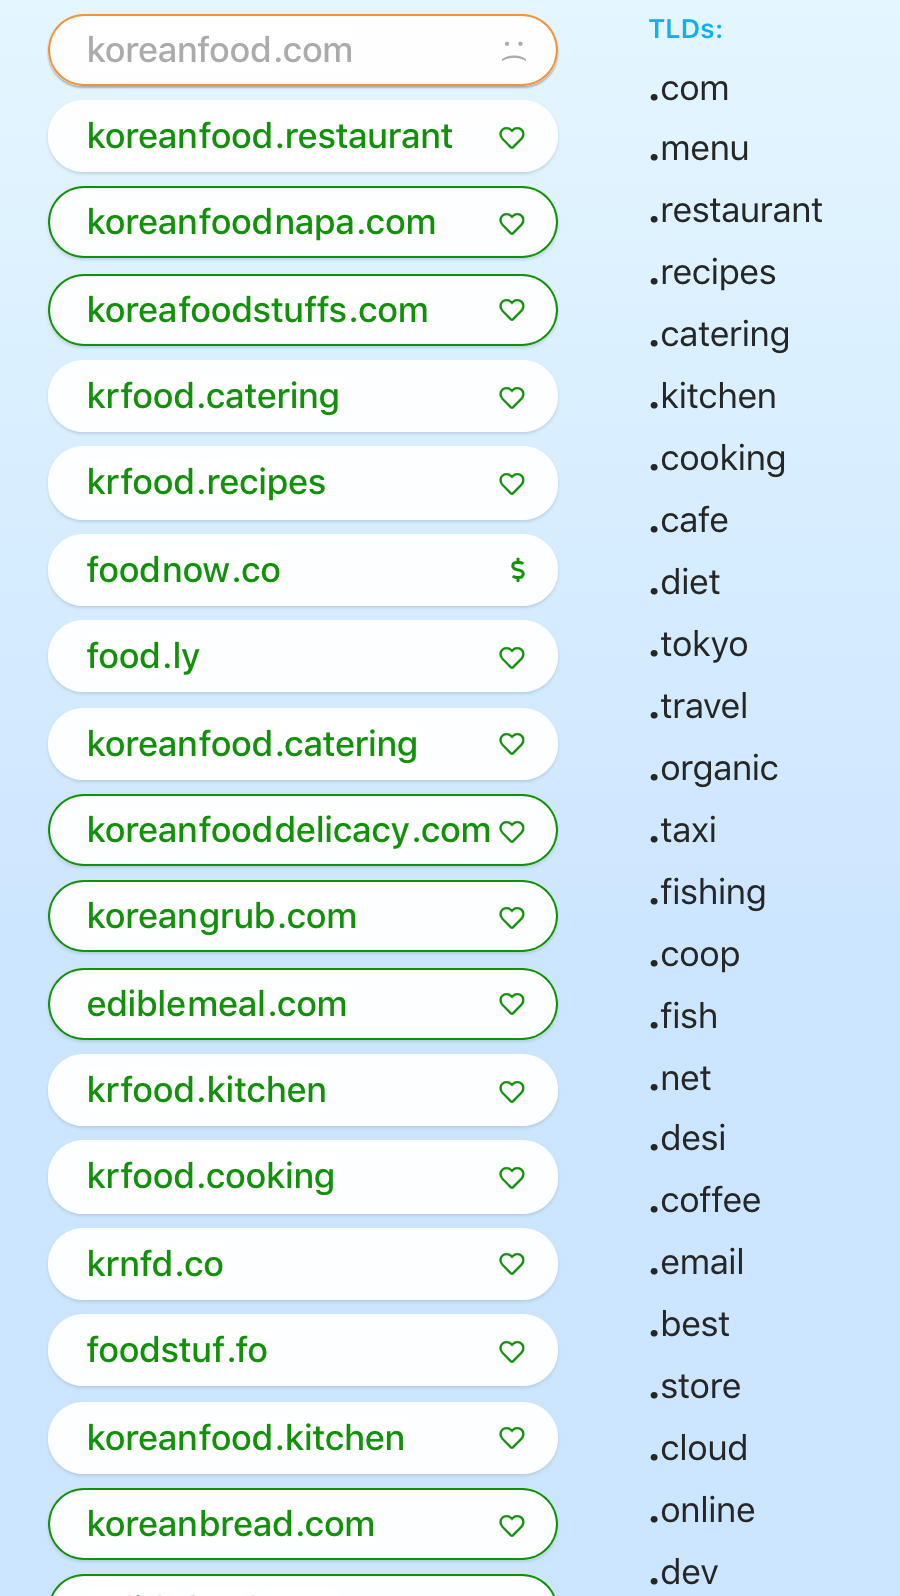 koreanfood.com
koreanfood.restaurant
koreanfoodnapa.com
koreafoodstuffs.com
krfood.catering
krfood.recipes
foodnow.co $
food.ly
koreanfood.catering
koreanfooddelicacy.com
koreangrub.com
ediblemeal.com
krfood.kitchen
krfood.cooking
krnfd.co
foodstuf.fo
koreanfood.kitchen
koreanbread.com
TLDs:
.com
.menu
.restaurant
.recipes
.catering
.kitchen
.cooking
.cafe
.diet
.tokyo
.travel
.organic
.taxi
.fishing
.coop
.fish
.net
.desi
.coffee
.email
.best
.store
.cloud
.online
.dev